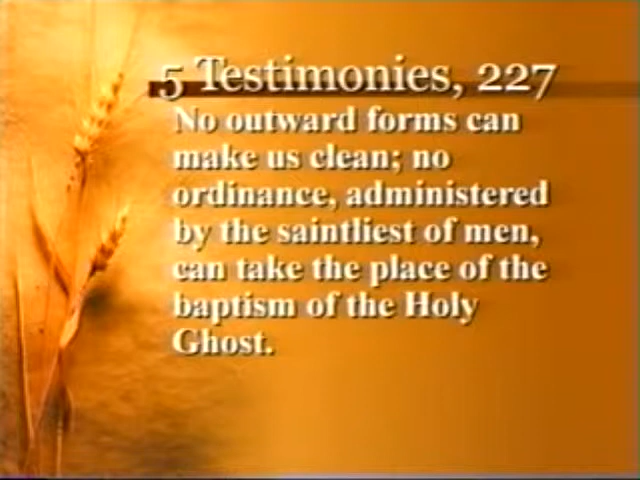 5 Testimonies, 227
No outward forms can
make us clean; no
ordinance, administered
by the saintliest of men,
can take the place of the
baptism of the Holy
Ghost.